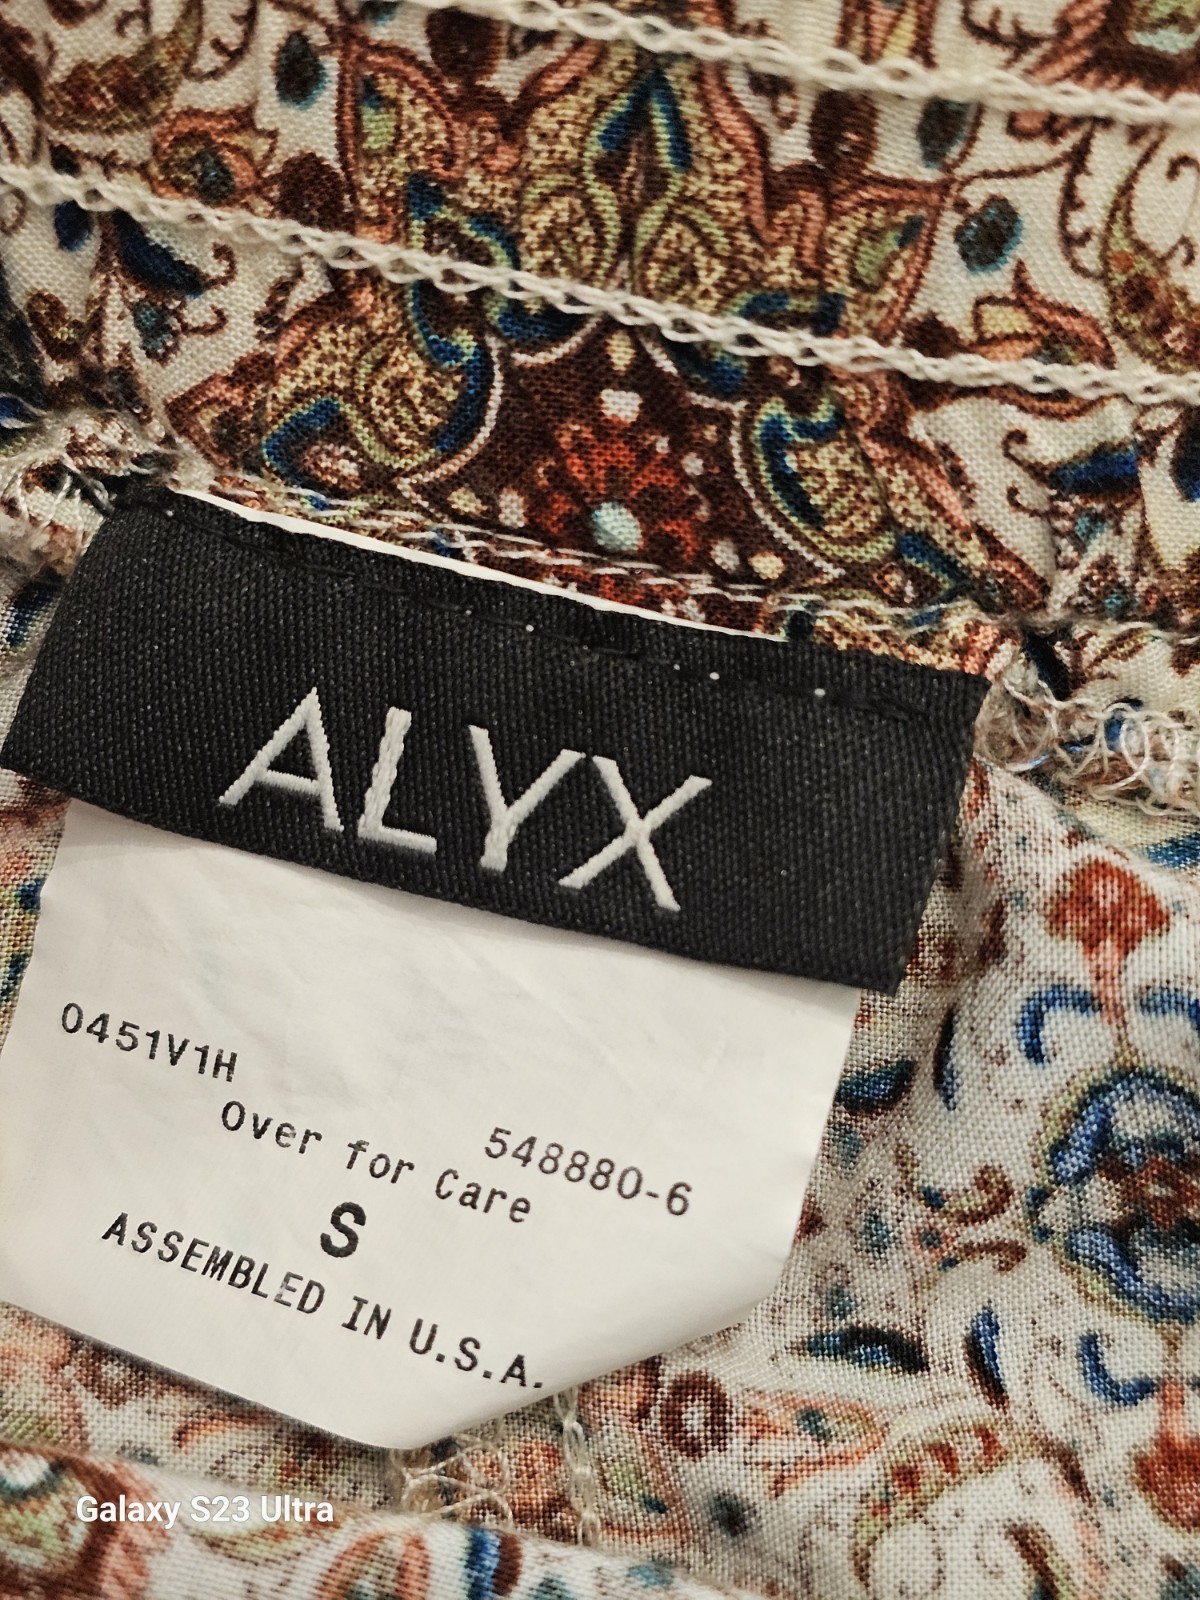 ALYX
0451V1H
548880-6
Over for Care
S
ASSEMBLED IN U.S.A.
Galaxy S23 Ultra